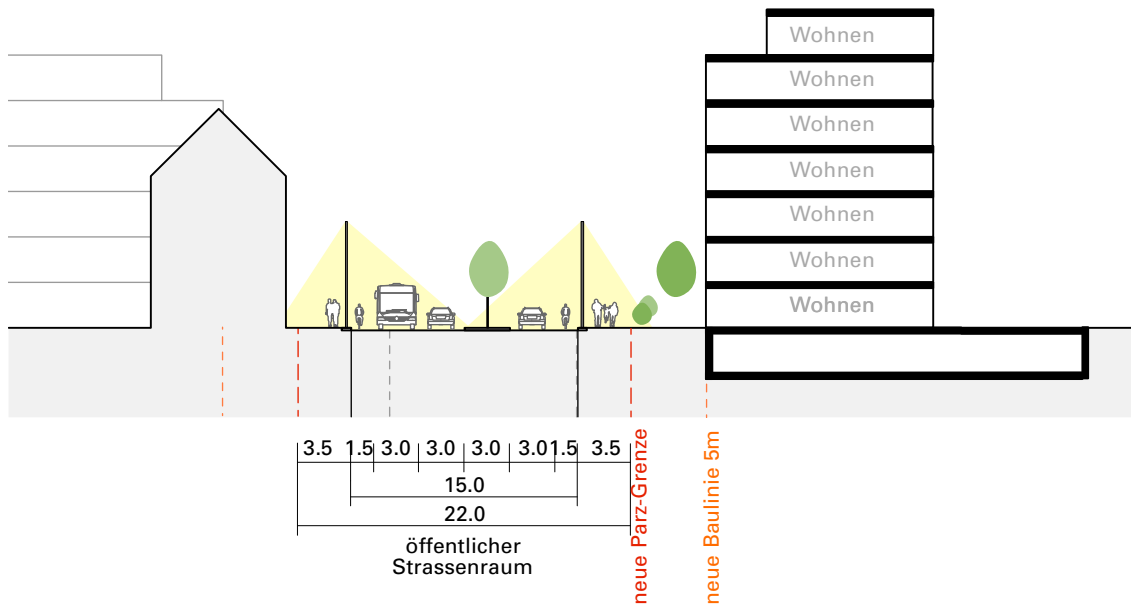 Wohnen
Wohnen
Wohnen
Wohnen
Wohnen
Wohnen
Wohnen
3.5 1.5 3.0 3.0 3.0 3.0 1.5 3.5
15.0
22.0
öffentlicher
Strassenraum
neue Parz-Grenze
neue Baulinie 5m